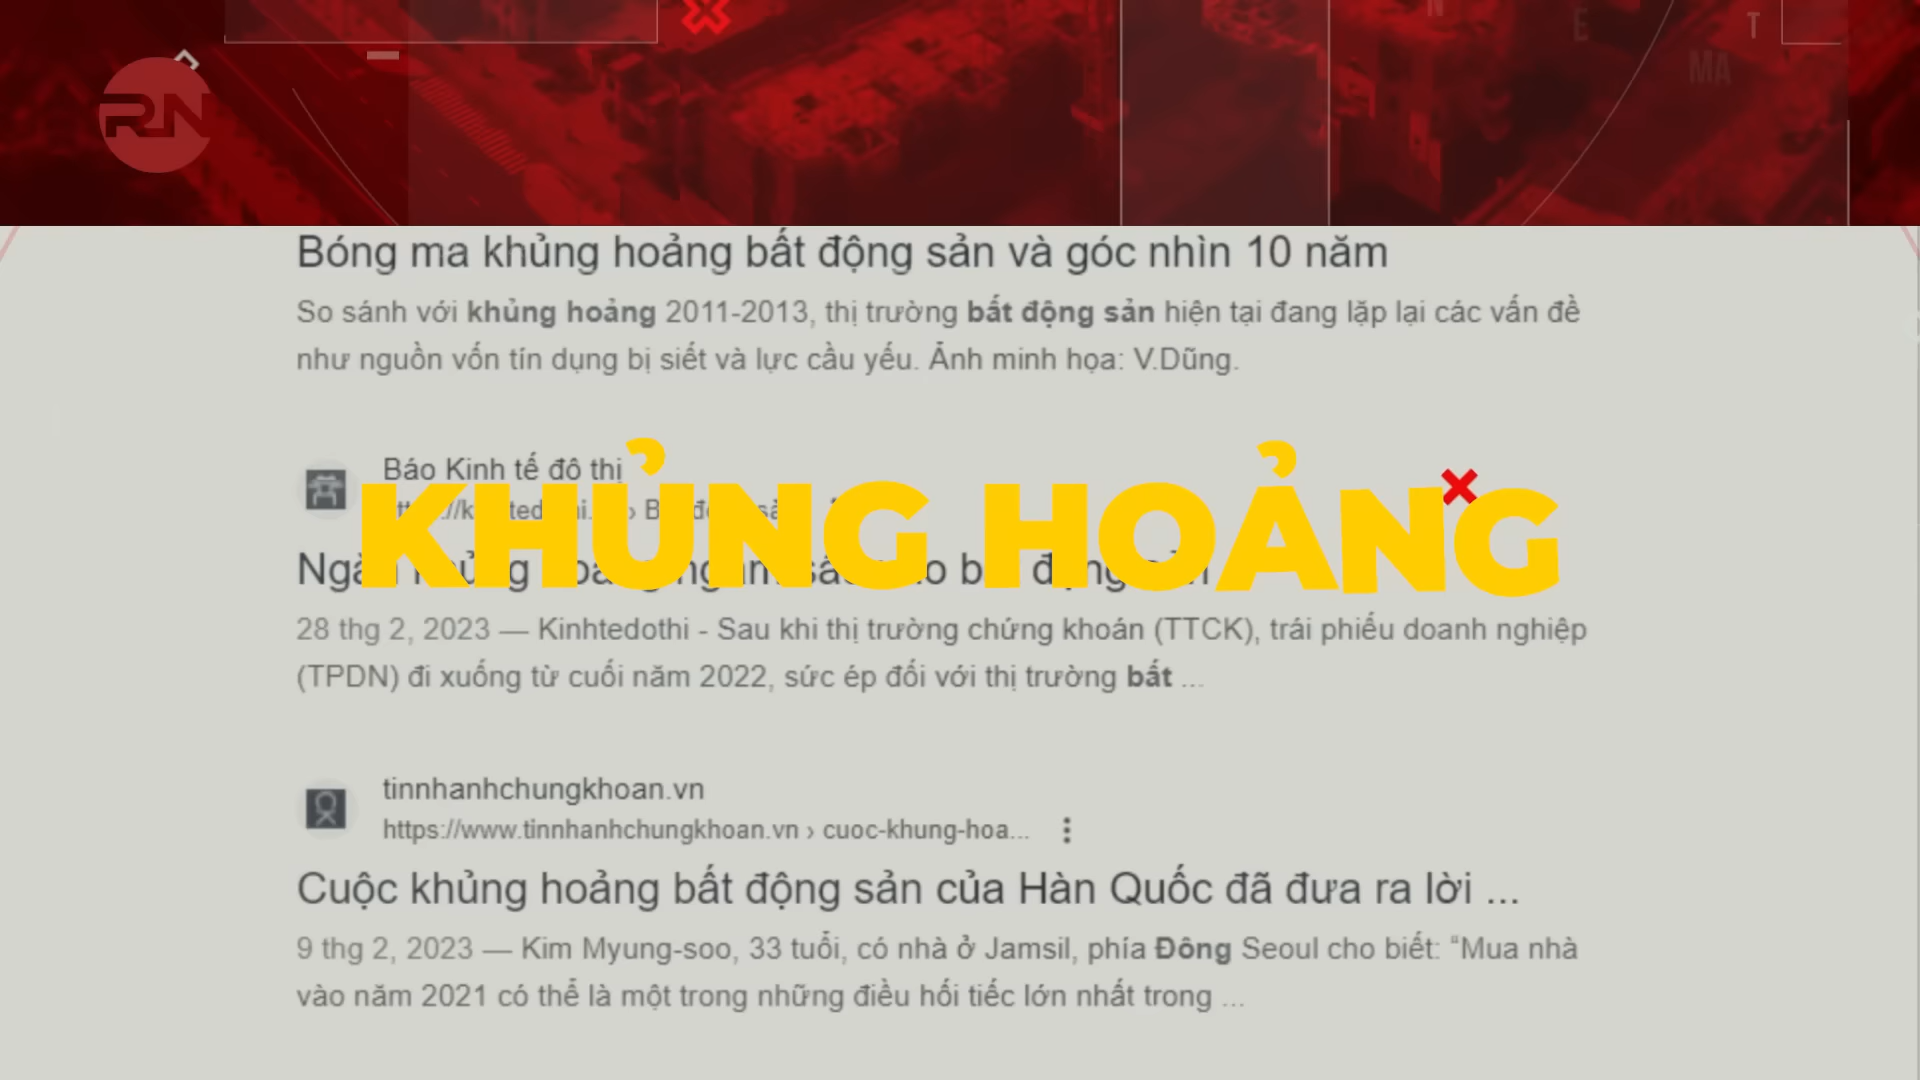 N E T
MA
RN
Bóng ma khủng hoảng bất động sản và góc nhìn 10 năm
So sánh với khủng hoảng 2011-2013, thị trường bất động sản hiện tại đang lặp lại các vấn đề
như nguồn vốn tín dụng bị siết và lực cầu yếu. Ảnh minh họa: V.Dũng.
Báo Kinh tế đô thị
KHỦNG HOẢNG
28 thg 2, 2023 — Kinhtedothi - Sau khi thị trường chứng khoán (TTCK), trái phiếu doanh nghiệp
(TPDN) đi xuống từ cuối năm 2022, sức ép đối với thị trường bất ...
tinnhanhchungkhoan.vn
https://www.tinnhanhchungkhoan.vn › cuoc-khung-hoa...
Cuộc khủng hoảng bất động sản của Hàn Quốc đã đưa ra lời ...
9 thg 2, 2023 — Kim Myung-soo, 33 tuổi, có nhà ở Jamsil, phía Đông Seoul cho biết: “Mua nhà
vào năm 2021 có thể là một trong những điều hối tiếc lớn nhất trong ...